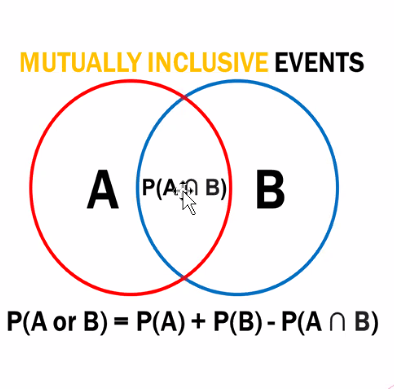 MUTUALLY INCLUSIVE EVENTS
A P(A ∩ B) B
P(A or B) = P(A) + P(B) - P(A ∩ B)